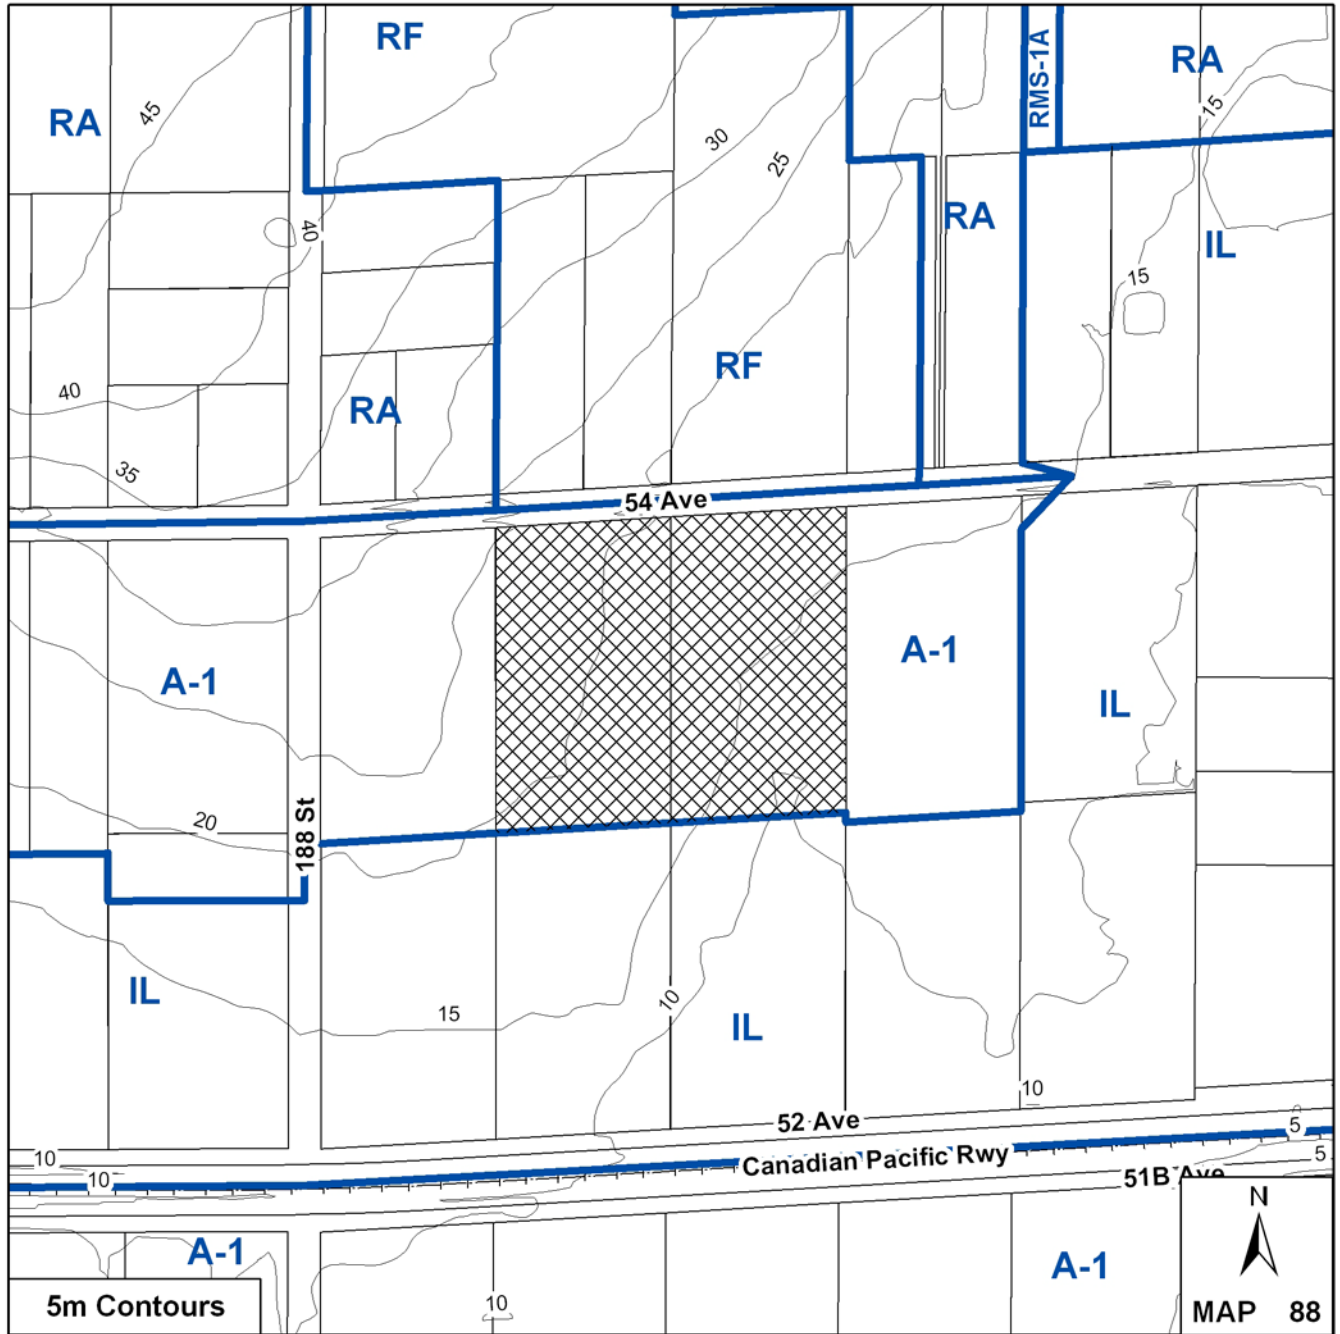 RF
RA
45
RMS-1A
RA
15
30
25
40
RA
IL
15
RF
40
RA
35
54 Ave
A-1
A-1
IL
20
188 St
IL
15
10
IL
10
52 Ave
5
10
Canadian Pacific Rwy
5
10
51B Ave
N
A-1
A-1
5m Contours
10
MAP 88